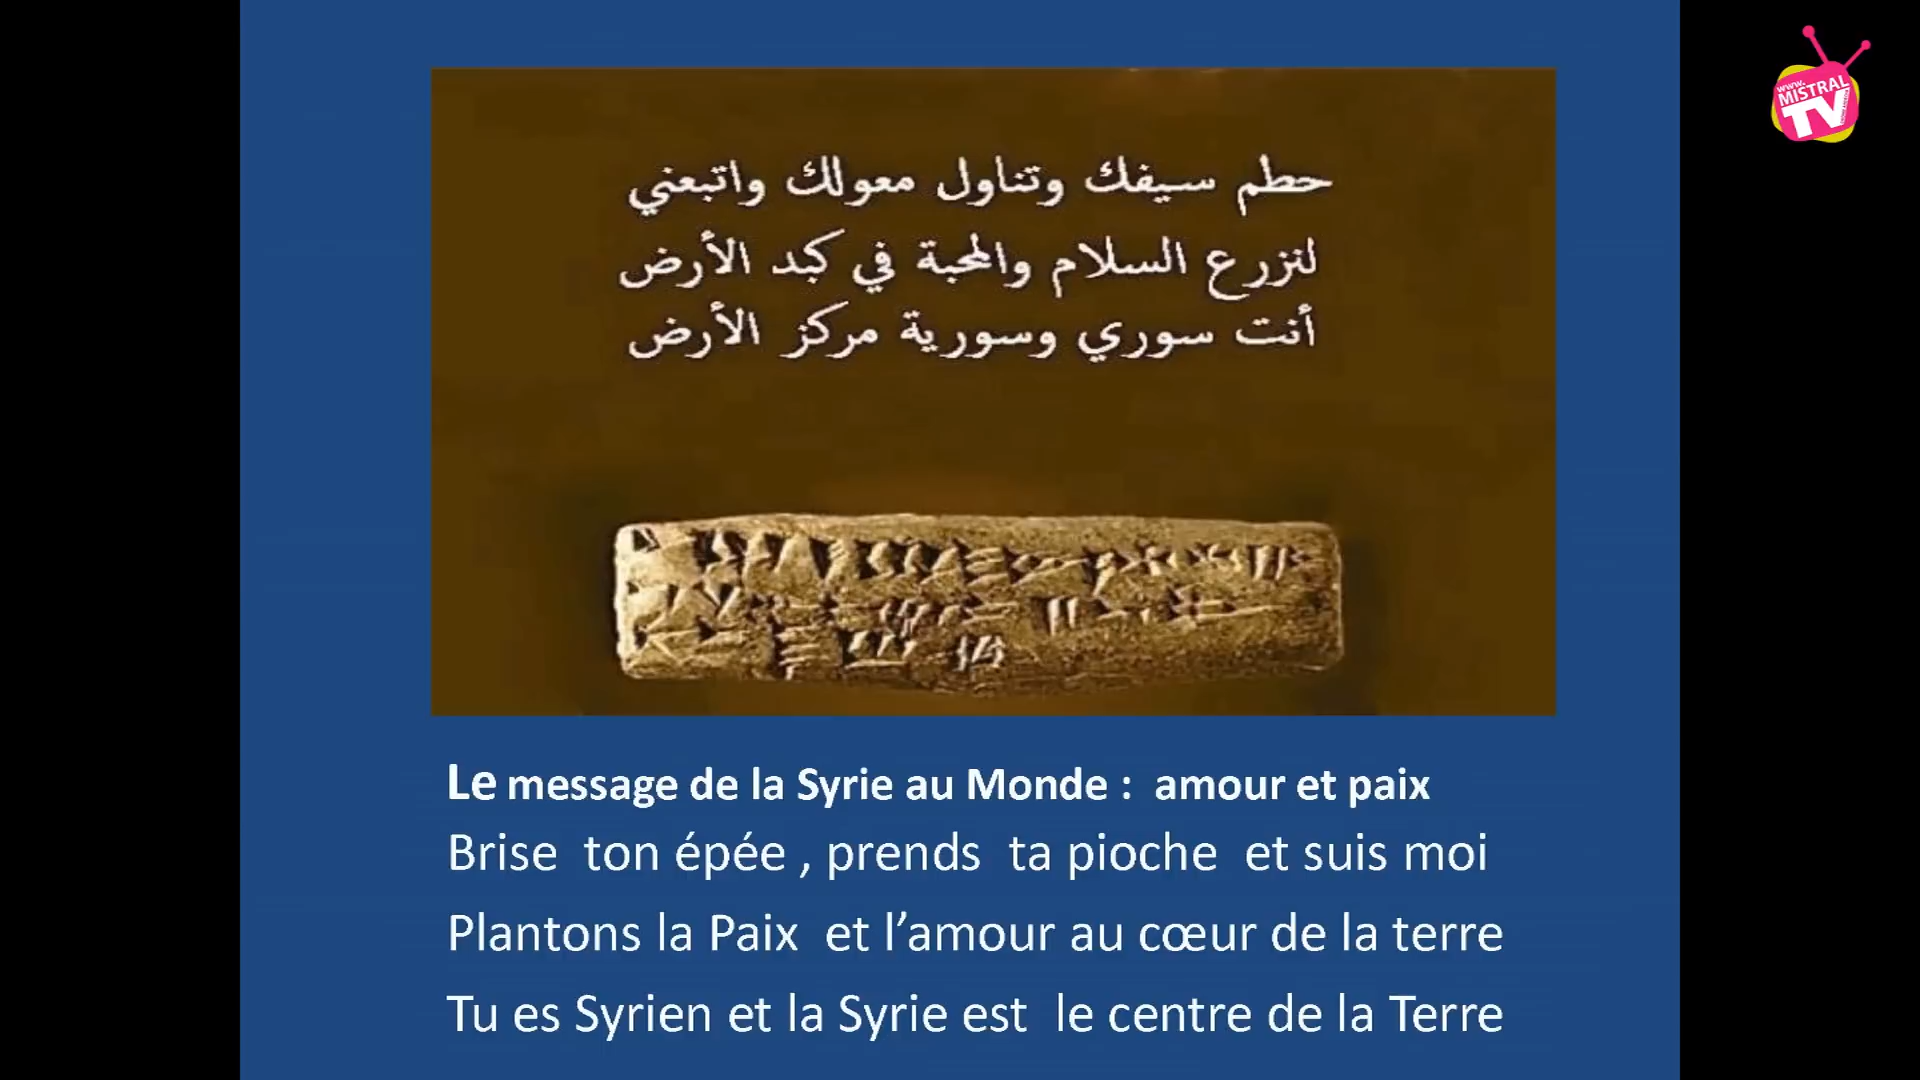 حطم سيفك وتناول معولك واتبعني
لنزرع السلام والمحبة في كبد الأرض
أنت سوري وسورية مركز الأرض
Le message de la Syrie au Monde : amour et paix
Brise ton épée , prends ta pioche et suis moi
Plantons la Paix et l’amour au cœur de la terre
Tu es Syrien et la Syrie est le centre de la Terre
www.
MISTRAL
TV